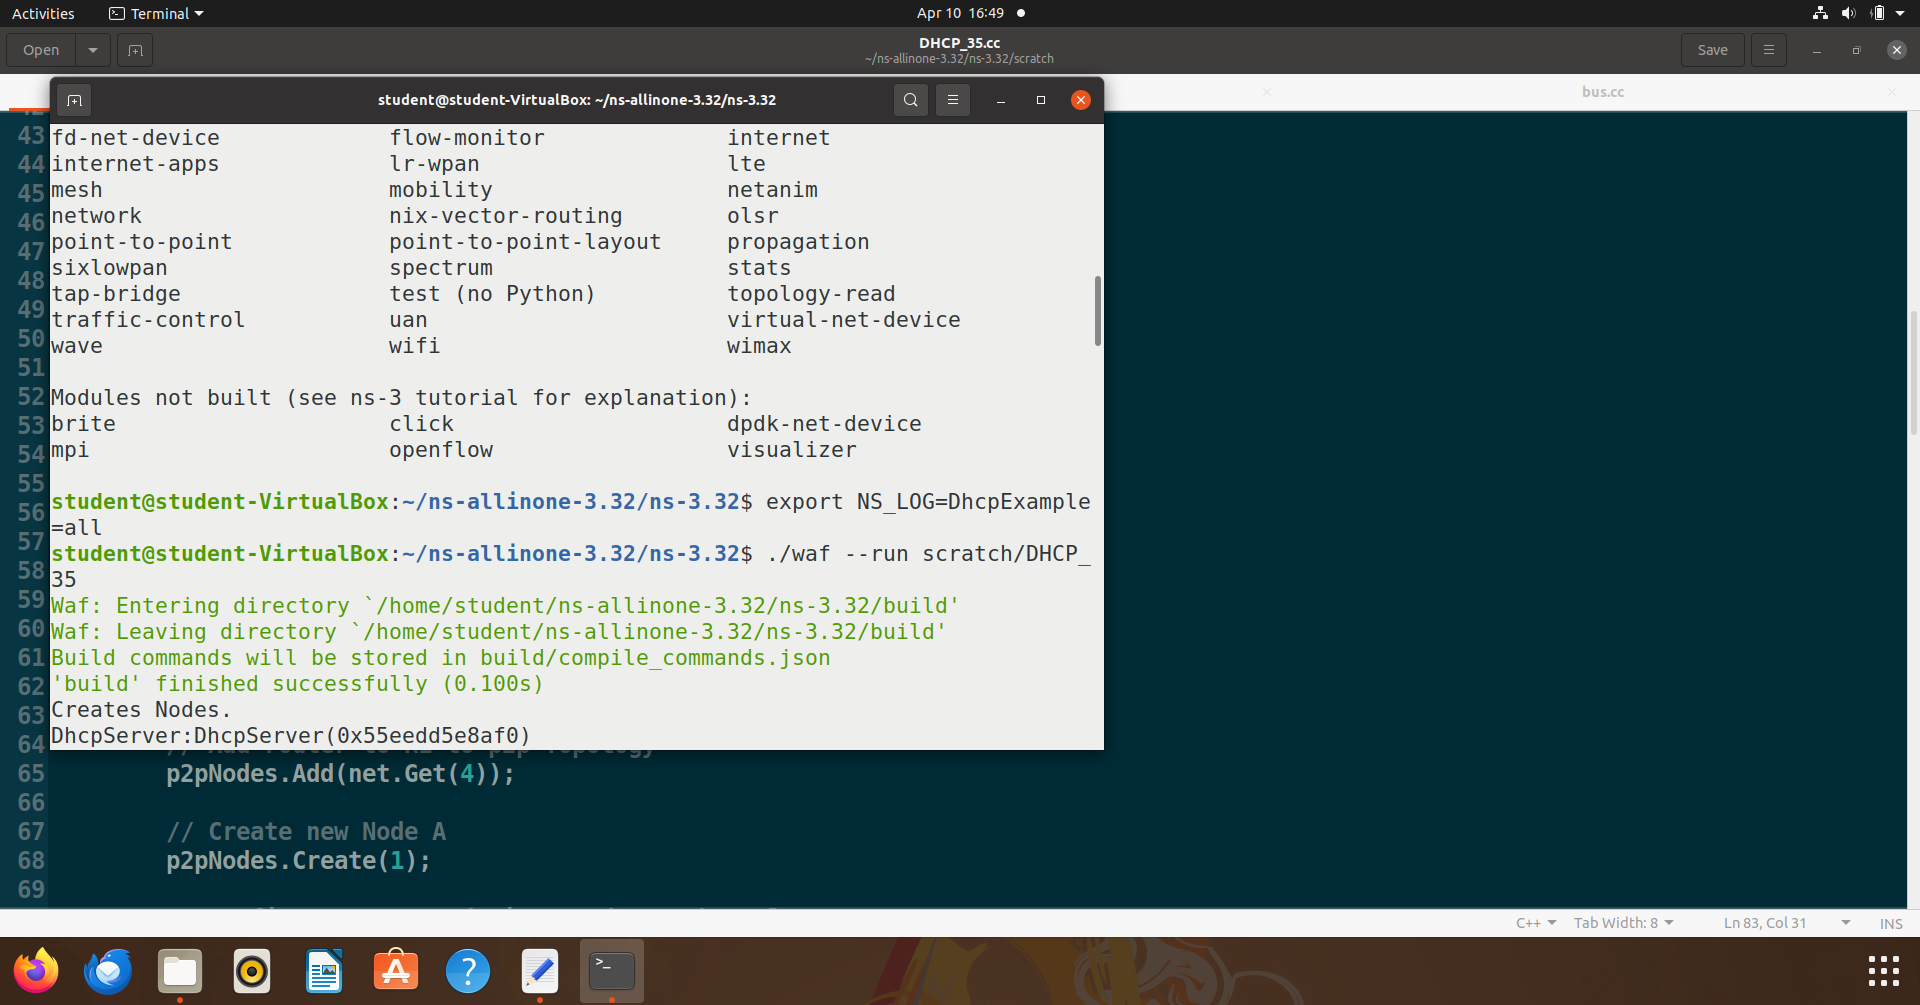 Activities Terminal Apr 10 16:49
Open DHCP_35.cc Save
~/ns-allinone-3.32/ns-3.32/scratch
student@student-VirtualBox: ~/ns-allinone-3.32/ns-3.32
bus.cc
43 fd-net-device flow-monitor internet
44 internet-apps lr-wpan lte
45 mesh mobility netanim
46 network nix-vector-routing olsr
47 point-to-point point-to-point-layout propagation
48 sixlowpan spectrum stats
49 tap-bridge test (no Python) topology-read
50 traffic-control uan virtual-net-device
51 wave wifi wimax
52 Modules not built (see ns-3 tutorial for explanation):
53 brite click dpdk-net-device
54 mpi openflow visualizer
55
56 student@student-VirtualBox:~/ns-allinone-3.32/ns-3.32$ export NS_LOG=DhcpExample
57 =all
58 student@student-VirtualBox:~/ns-allinone-3.32/ns-3.32$ ./waf --run scratch/DHCP_
35
59 Waf: Entering directory `/home/student/ns-allinone-3.32/ns-3.32/build'
60 Waf: Leaving directory `/home/student/ns-allinone-3.32/ns-3.32/build'
61 Build commands will be stored in build/compile_commands.json
62 'build' finished successfully (0.100s)
63 Creates Nodes.
64 DhcpServer:DhcpServer(0x55eedd5e8af0)
65 p2pNodes.Add(net.Get(4));
66
67 // Create new Node A
68 p2pNodes.Create(1);
69
C++ Tab Width: 8 Ln 83, Col 31 INS